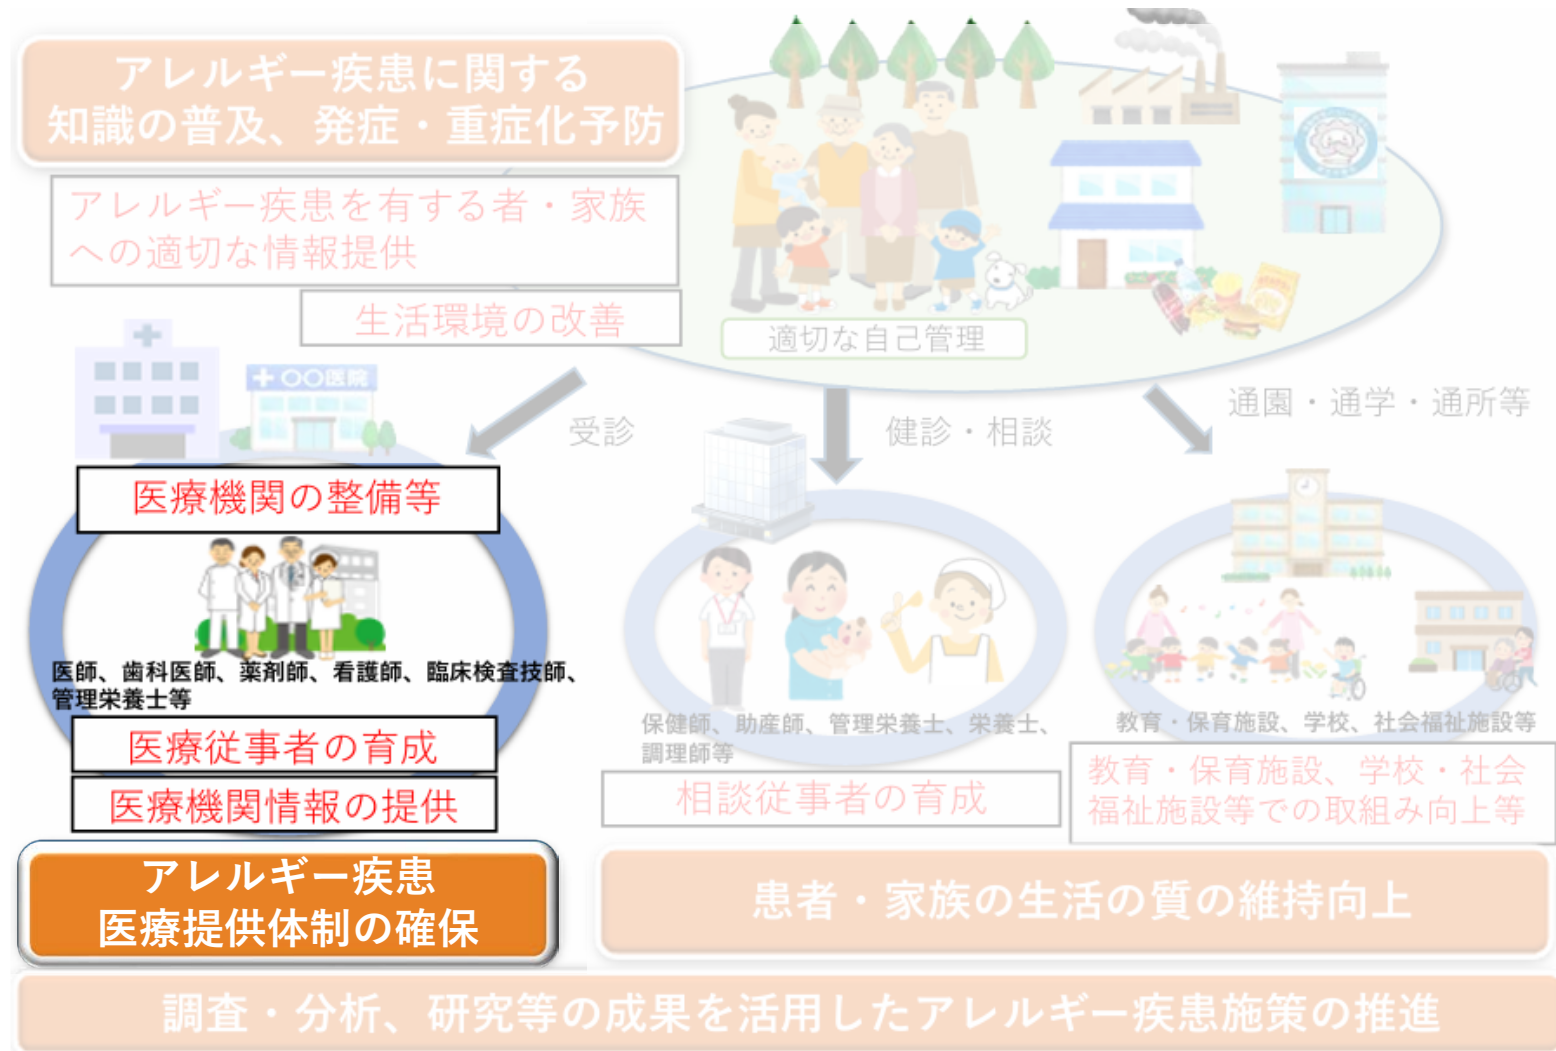 アレルギー疾患に関する
知識の普及、発症・重症化予防
アレルギー疾患を有する者・家族
への適切な情報提供
生活環境の改善
適切な自己管理
〇〇医院
受診
健診・相談
通園・通学・通所等
医療機関の整備等
医師、歯科医師、薬剤師、看護師、臨床検査技師、
管理栄養士等
医療従事者の育成
医療機関情報の提供
アレルギー疾患
医療提供体制の確保
保健師、助産師、管理栄養士、栄養士、
調理師等
相談従事者の育成
教育・保育施設、学校、社会福祉施設等
教育・保育施設、学校・社会
福祉施設等での取組み向上等
患者・家族の生活の質の維持向上
調査・分析、研究等の成果を活用したアレルギー疾患施策の推進